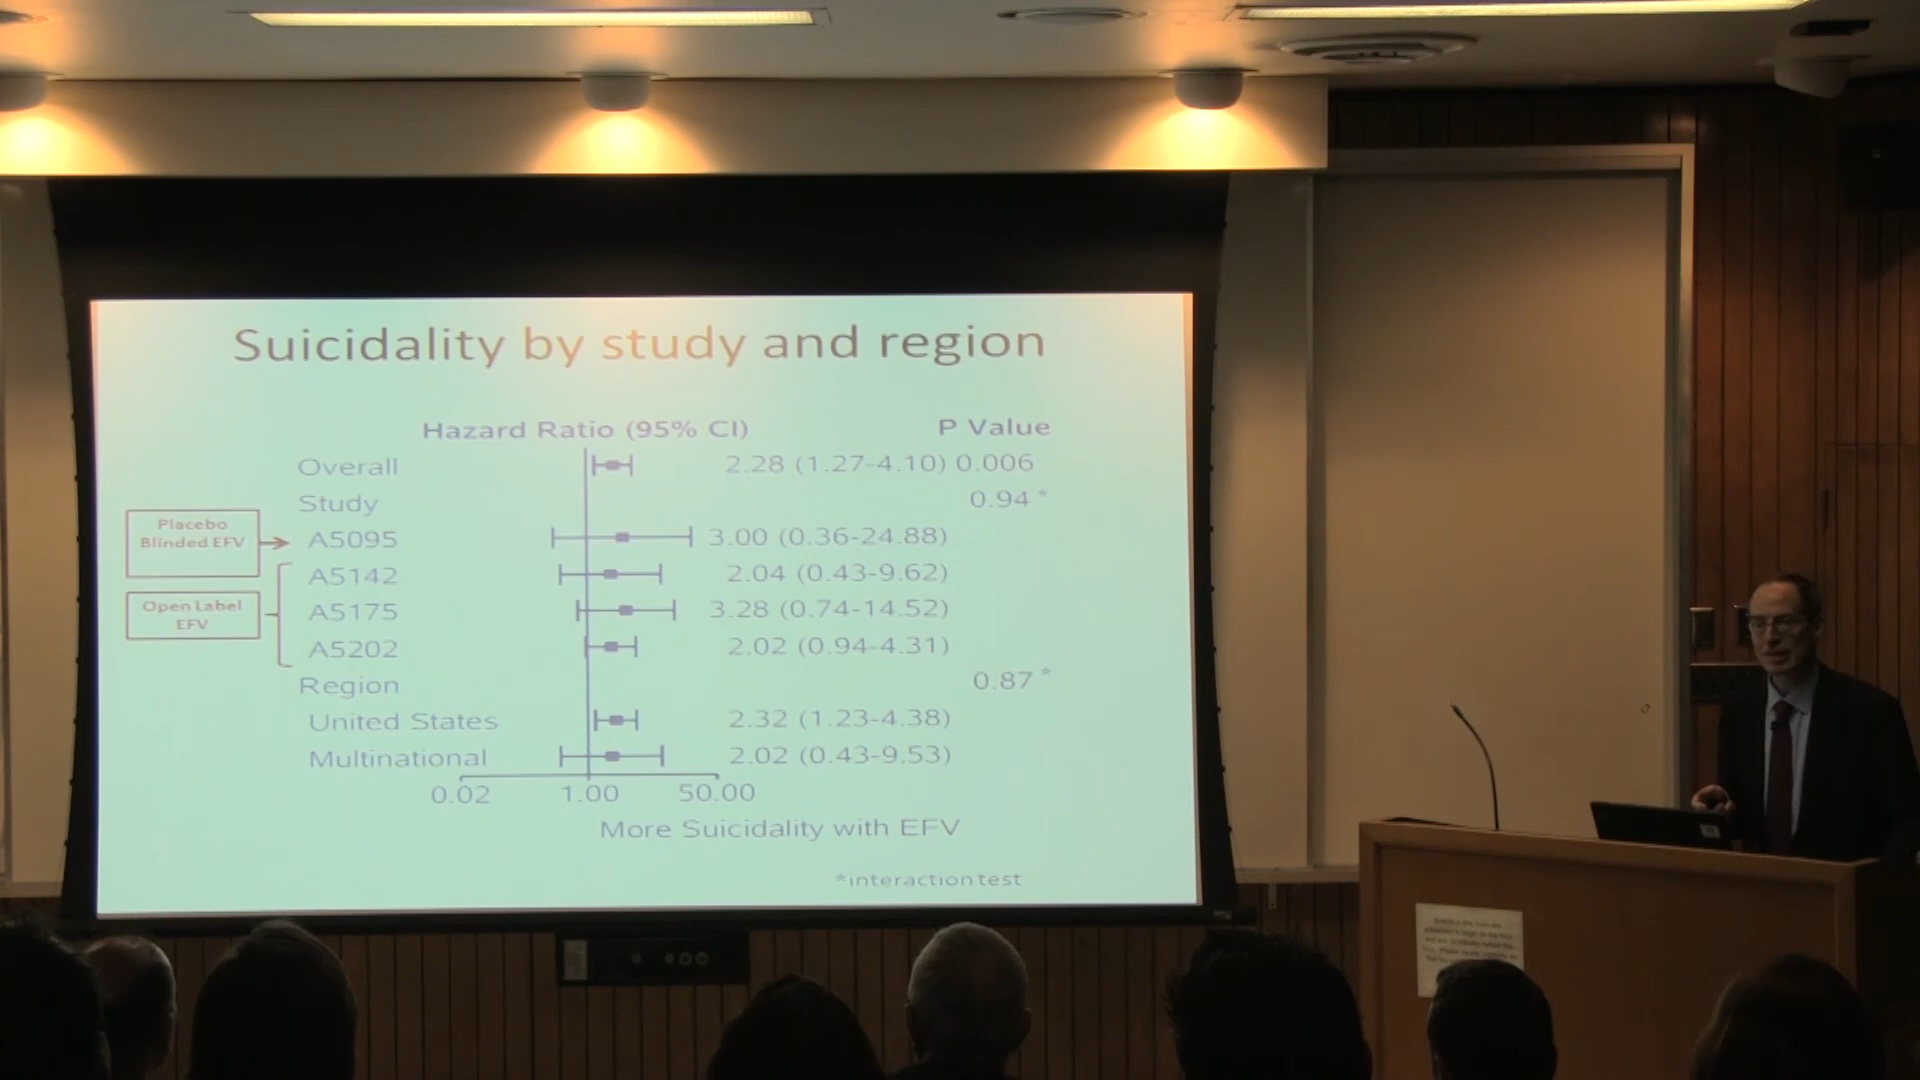 Suicidality by study and region
Hazard Ratio (95% CI) P Value
Overall 2.28 (1.27-4.10) 0.006
Study 0.94 *
Placebo
Blinded EFV
A5095 3.00 (0.36-24.88)
A5142 2.04 (0.43-9.62)
Open Label
EFV
A5175 3.28 (0.74-14.52)
A5202 2.02 (0.94-4.31)
Region 0.87 *
United States 2.32 (1.23-4.38)
Multinational 2.02 (0.43-9.53)
0.02 1.00 50.00
More Suicidality with EFV
*interaction test